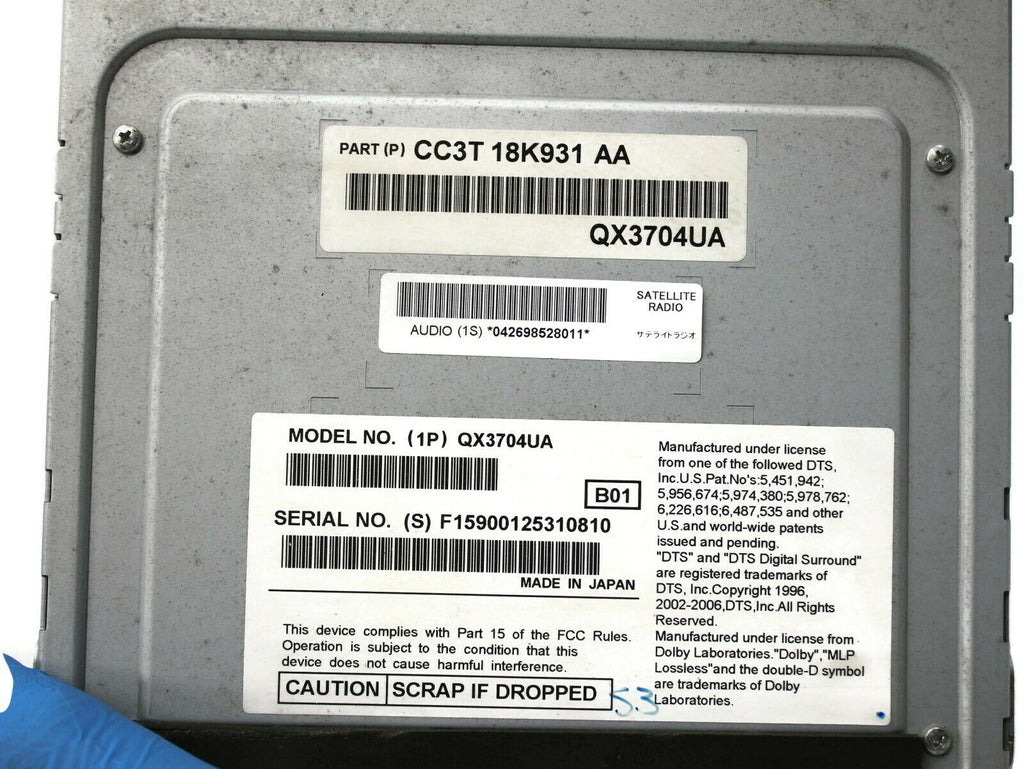 PART (P) CC3T 18K931 AA
QX3704UA
SATELLITE
RADIO
AUDIO (1S) *042698528011*
サテライトラジオ
MODEL NO. (1P) QX3704UA
B01
SERIAL NO. (S) F15900125310810
MADE IN JAPAN
This device complies with Part 15 of the FCC Rules.
Operation is subject to the condition that this
device does not cause harmful interference.
CAUTION SCRAP IF DROPPED
53
Manufactured under license
from one of the followed DTS,
Inc.U.S.Pat.No's:5,451,942;
5,956,674;5,974,380;5,978,762;
6,226,616;6,487,535 and other
U.S.and world-wide patents
issued and pending.
"DTS" and "DTS Digital Surround"
are registered trademarks of
DTS, Inc.Copyright 1996,
2002-2006,DTS,Inc.All Rights
Reserved.
Manufactured under license from
Dolby Laboratories."Dolby","MLP
Lossless"and the double-D symbol
are trademarks of Dolby
Laboratories.